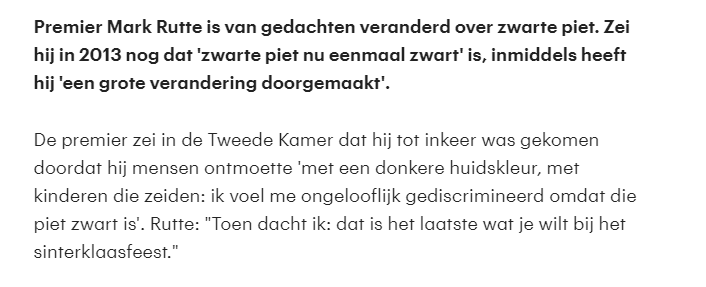 Premier Mark Rutte is van gedachten veranderd over zwarte piet. Zei
hij in 2013 nog dat 'zwarte piet nu eenmaal zwart' is, inmiddels heeft
hij 'een grote verandering doorgemaakt'.
De premier zei in de Tweede Kamer dat hij tot inkeer was gekomen
doordat hij mensen ontmoette 'met een donkere huidskleur, met
kinderen die zeiden: ik voel me ongelooflijk gediscrimineerd omdat die
piet zwart is'. Rutte: "Toen dacht ik: dat is het laatste wat je wilt bij het
sinterklaasfeest."